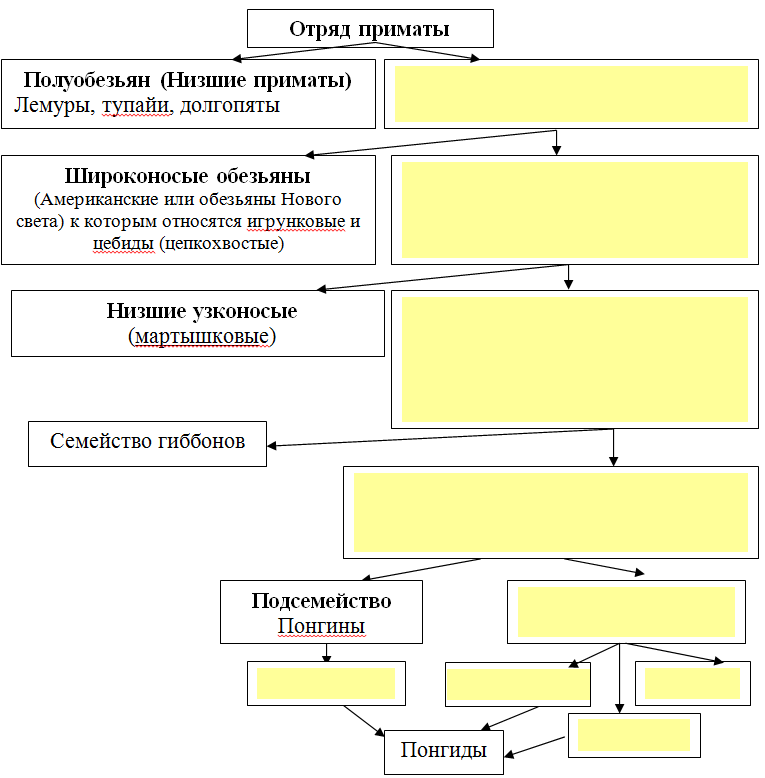 Отряд приматы
Полуобезьян (Низшие приматы)
Лемуры, тупайи, долгопяты
Широконосые обезьяны
(Американские или обезьяны Нового
света) к которым относятся игрунковые и
цебиды (цепкохвостые)
Низшие узконосые
(мартышковые)
Семейство гиббонов
Подсемейство
Понгины
Понгиды